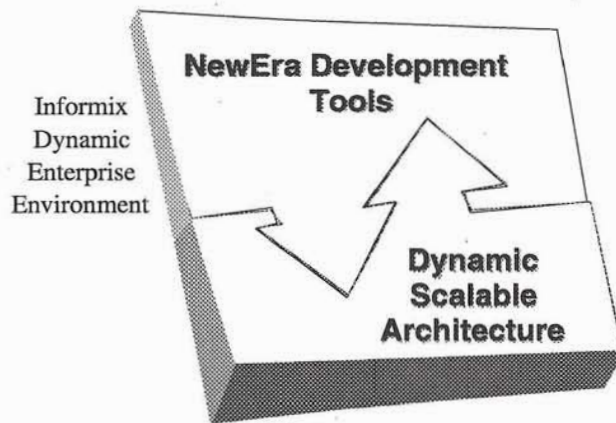 NewEra Development
Tools
Informix
Dynamic
Enterprise
Environment
Dynamic
Scalable
Architecture